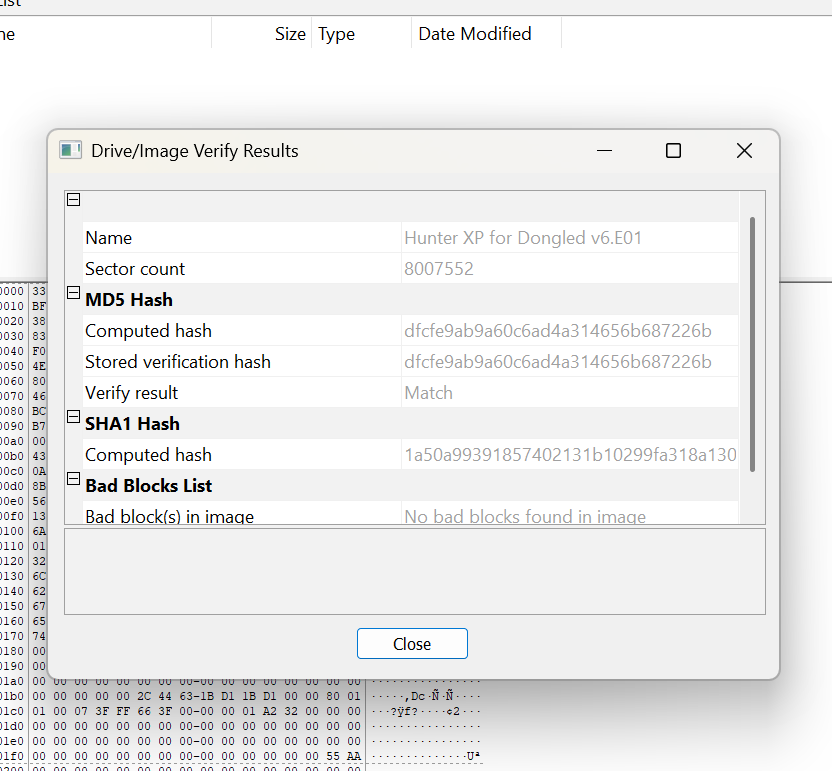 List
Size Type Date Modified
Drive/Image Verify Results
Name Hunter XP for Dongled v6.E01
Sector count 8007552
MD5 Hash
Computed hash dfcfe9ab9a60c6ad4a314656b687226b
Stored verification hash dfcfe9ab9a60c6ad4a314656b687226b
Verify result Match
SHA1 Hash
Computed hash 1a50a99391857402131b10299fa318a130
Bad Blocks List
Bad block(s) in image No bad blocks found in image
Close
0000 33
0010 BF
0020 38
0030 83
0040 F0
0050 4E
0060 80
0070 46
0080 BC
0090 B7
00a0 00
00b0 43
00c0 0A
00d0 8B
00e0 56
00f0 13
0100 6A
0110 01
0120 32
0130 6C
0140 62
0150 67
0160 65
0170 74
0180 00
0190 00
01a0 00 00 00 00 00 00 00 00-00 00 00 00 00 00 00 00 ················
01b0 00 00 00 00 00 2C 44 63-1B D1 1B D1 00 00 80 01 ·····,Dc·Ñ·Ñ····
01c0 01 00 07 3F FF 66 3F 00-00 00 01 A2 32 00 00 00 ···?ÿf?····¢2···
01d0 00 00 00 00 00 00 00 00-00 00 00 00 00 00 00 00 ················
01e0 00 00 00 00 00 00 00 00-00 00 00 00 00 00 00 00 ················
01f0 00 00 00 00 00 00 00 00-00 00 00 00 00 00 55 AA ··············Uª